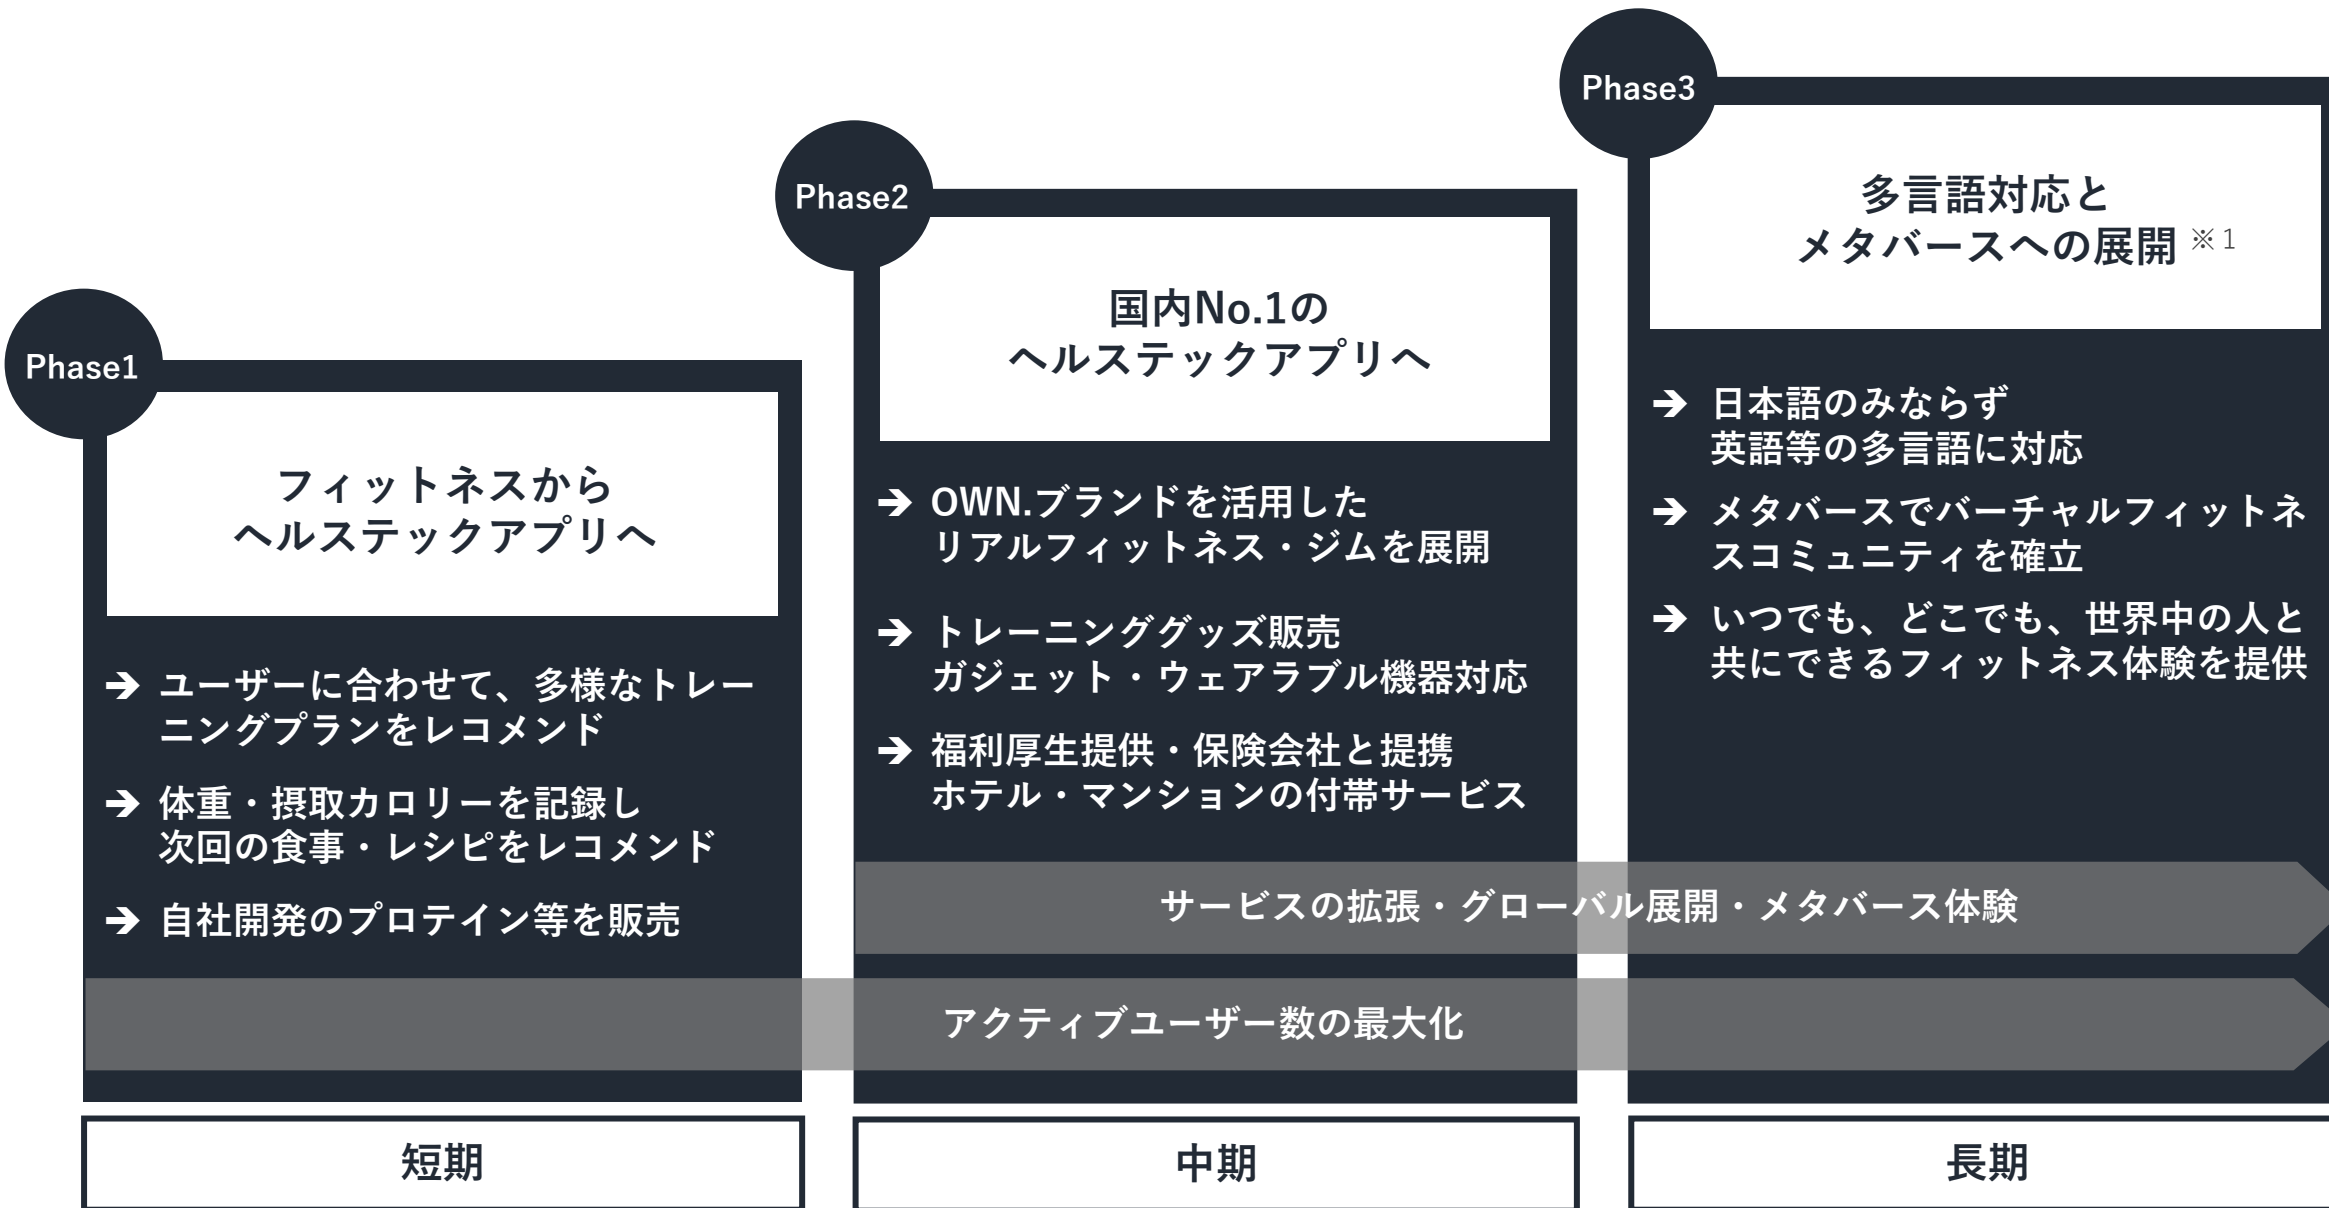 Phase1
フィットネスから
ヘルステックアプリへ
➔ ユーザーに合わせて、多様なトレー
ニングプランをレコメンド
➔ 体重・摂取カロリーを記録し
次回の食事・レシピをレコメンド
➔ 自社開発のプロテイン等を販売
Phase2
国内No.1の
ヘルステックアプリへ
➔ OWN.ブランドを活用した
リアルフィットネス・ジムを展開
➔ トレーニンググッズ販売
ガジェット・ウェアラブル機器対応
➔ 福利厚生提供・保険会社と提携
ホテル・マンションの付帯サービス
Phase3
多言語対応と
メタバースへの展開 ※1
➔ 日本語のみならず
英語等の多言語に対応
➔ メタバースでバーチャルフィットネ
スコミュニティを確立
➔ いつでも、どこでも、世界中の人と
共にできるフィットネス体験を提供
サービスの拡張・グローバル展開・メタバース体験
アクティブユーザー数の最大化
短期
中期
長期